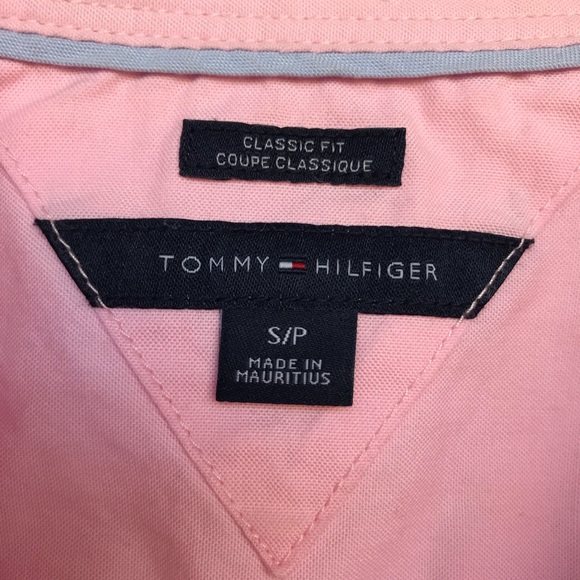 CLASSIC FIT
COUPE CLASSIQUE
TOMMY HILFIGER
S/P
MADE IN
MAURITIUS